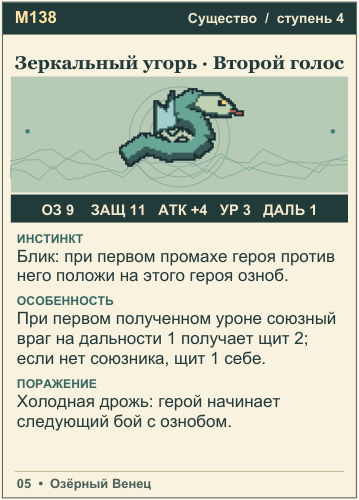 M138
Существо / ступень 4
Зеркальный угорь · Второй голос
ОЗ 9 ЗАЩ 11 АТК +4 УР 3 ДАЛЬ 1
ИНСТИНКТ
Блик: при первом промахе героя против
него положи на этого героя озноб.
ОСОБЕННОСТЬ
При первом полученном уроне союзный
враг на дальности 1 получает щит 2;
если нет союзника, щит 1 себе.
ПОРАЖЕНИЕ
Холодная дрожь: герой начинает
следующий бой с ознобом.
05 • Озёрный Венец